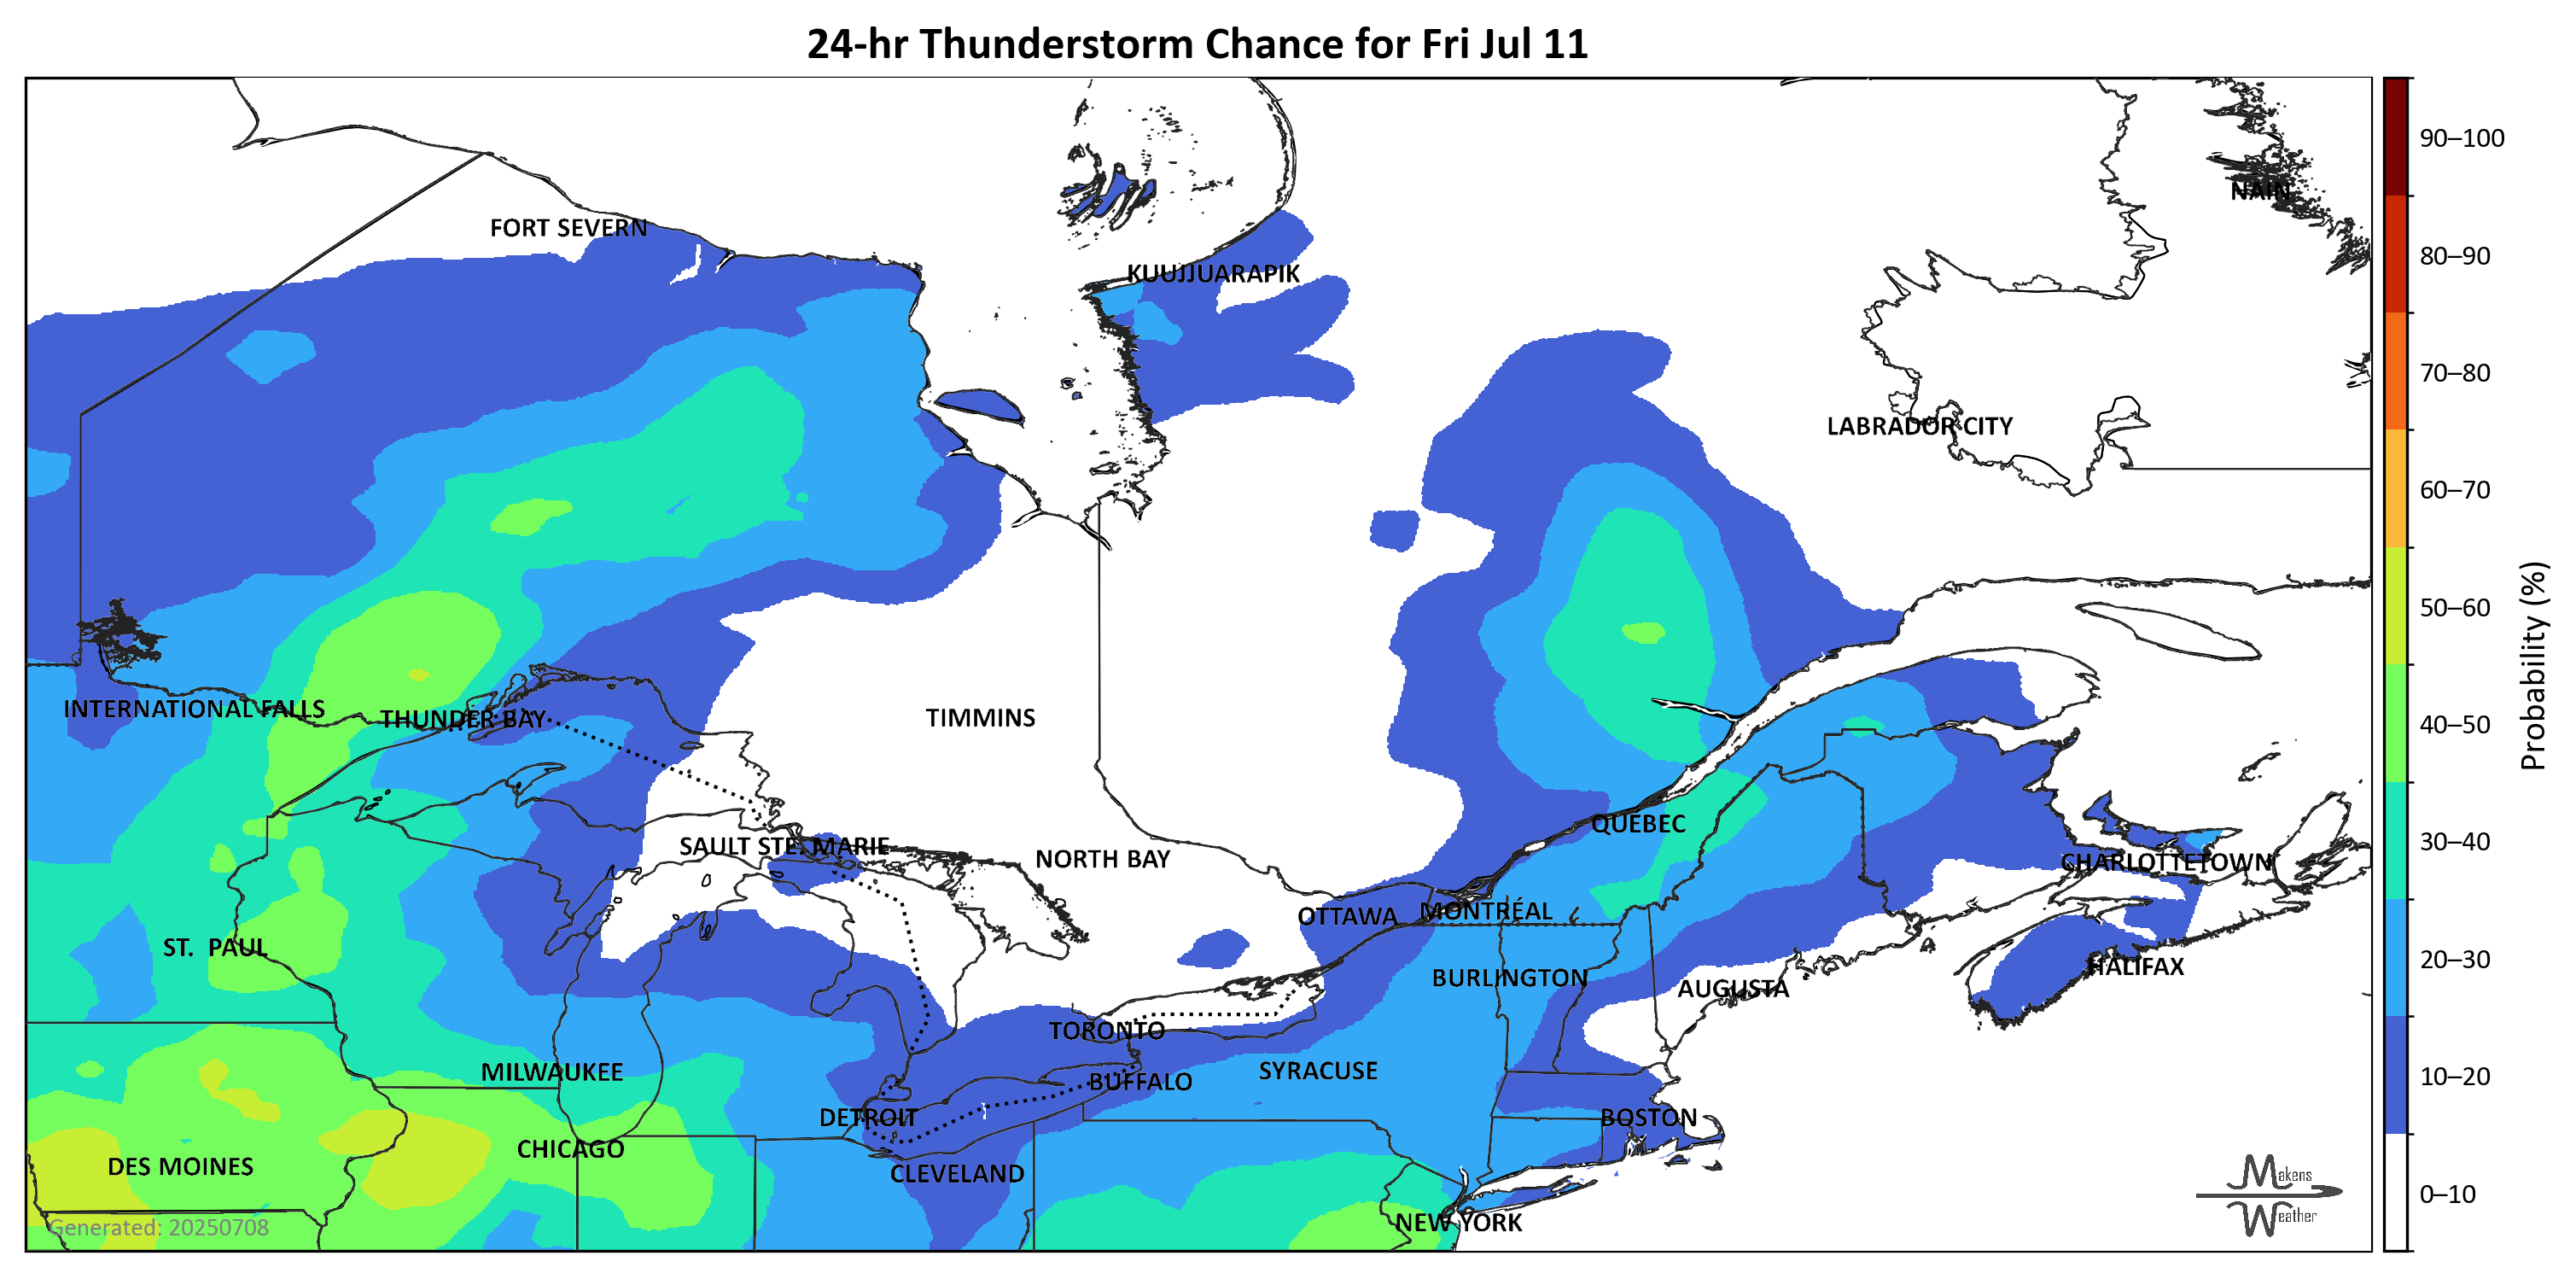 24-hr Thunderstorm Chance for Fri Jul 11
90–100
NAIN
FORT SEVERN
80–90
KUUJJUARAPIK
70–80
LABRADOR CITY
60–70
50–60
Probability (%)
INTERNATIONAL FALLS
THUNDER BAY
TIMMINS
40–50
QUEBEC
SAULT STE. MARIE
30–40
NORTH BAY
CHARLOTTETOWN
OTTAWA
MONTRÉAL
ST. PAUL
20–30
HALIFAX
BURLINGTON
AUGUSTA
TORONTO
MILWAUKEE
SYRACUSE
BUFFALO
10–20
DETROIT
BOSTON
CHICAGO
DES MOINES
CLEVELAND
Makens
0–10
Weather
NEW YORK
Generated: 20250708